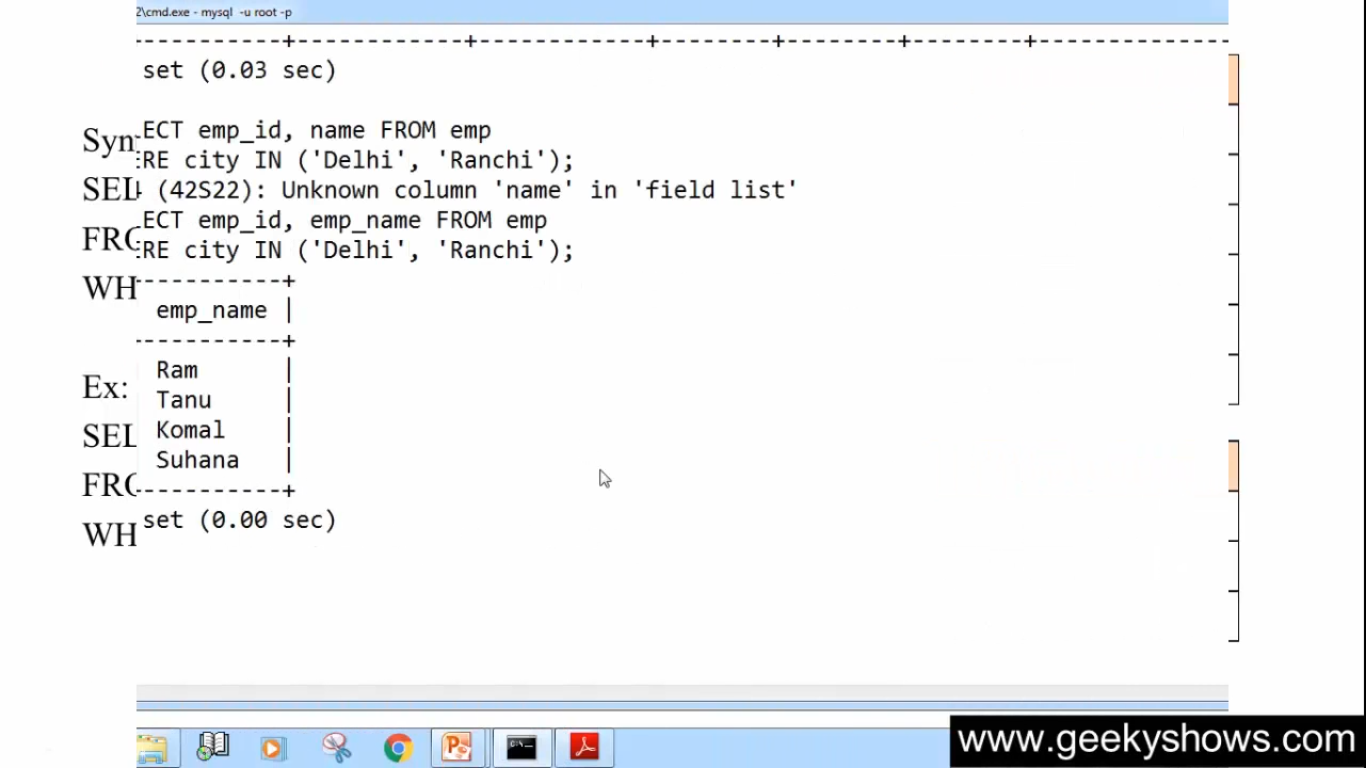 2\cmd.exe - mysql -u root -p
-----------+------------+------------+--------+--------+--------+--------------
set (0.03 sec)
ECT emp_id, name FROM emp
Syn
ERE city IN ('Delhi', 'Ranchi');
SEL
(42S22): Unknown column 'name' in 'field list'
ECT emp_id, emp_name FROM emp
FRO
ERE city IN ('Delhi', 'Ranchi');
WH
-----------+
emp_name |
-----------+
Ram |
Ex:
Tanu |
SEL
Komal |
Suhana |
FRO
-----------+
set (0.00 sec)
WH
www.geekyshows.com